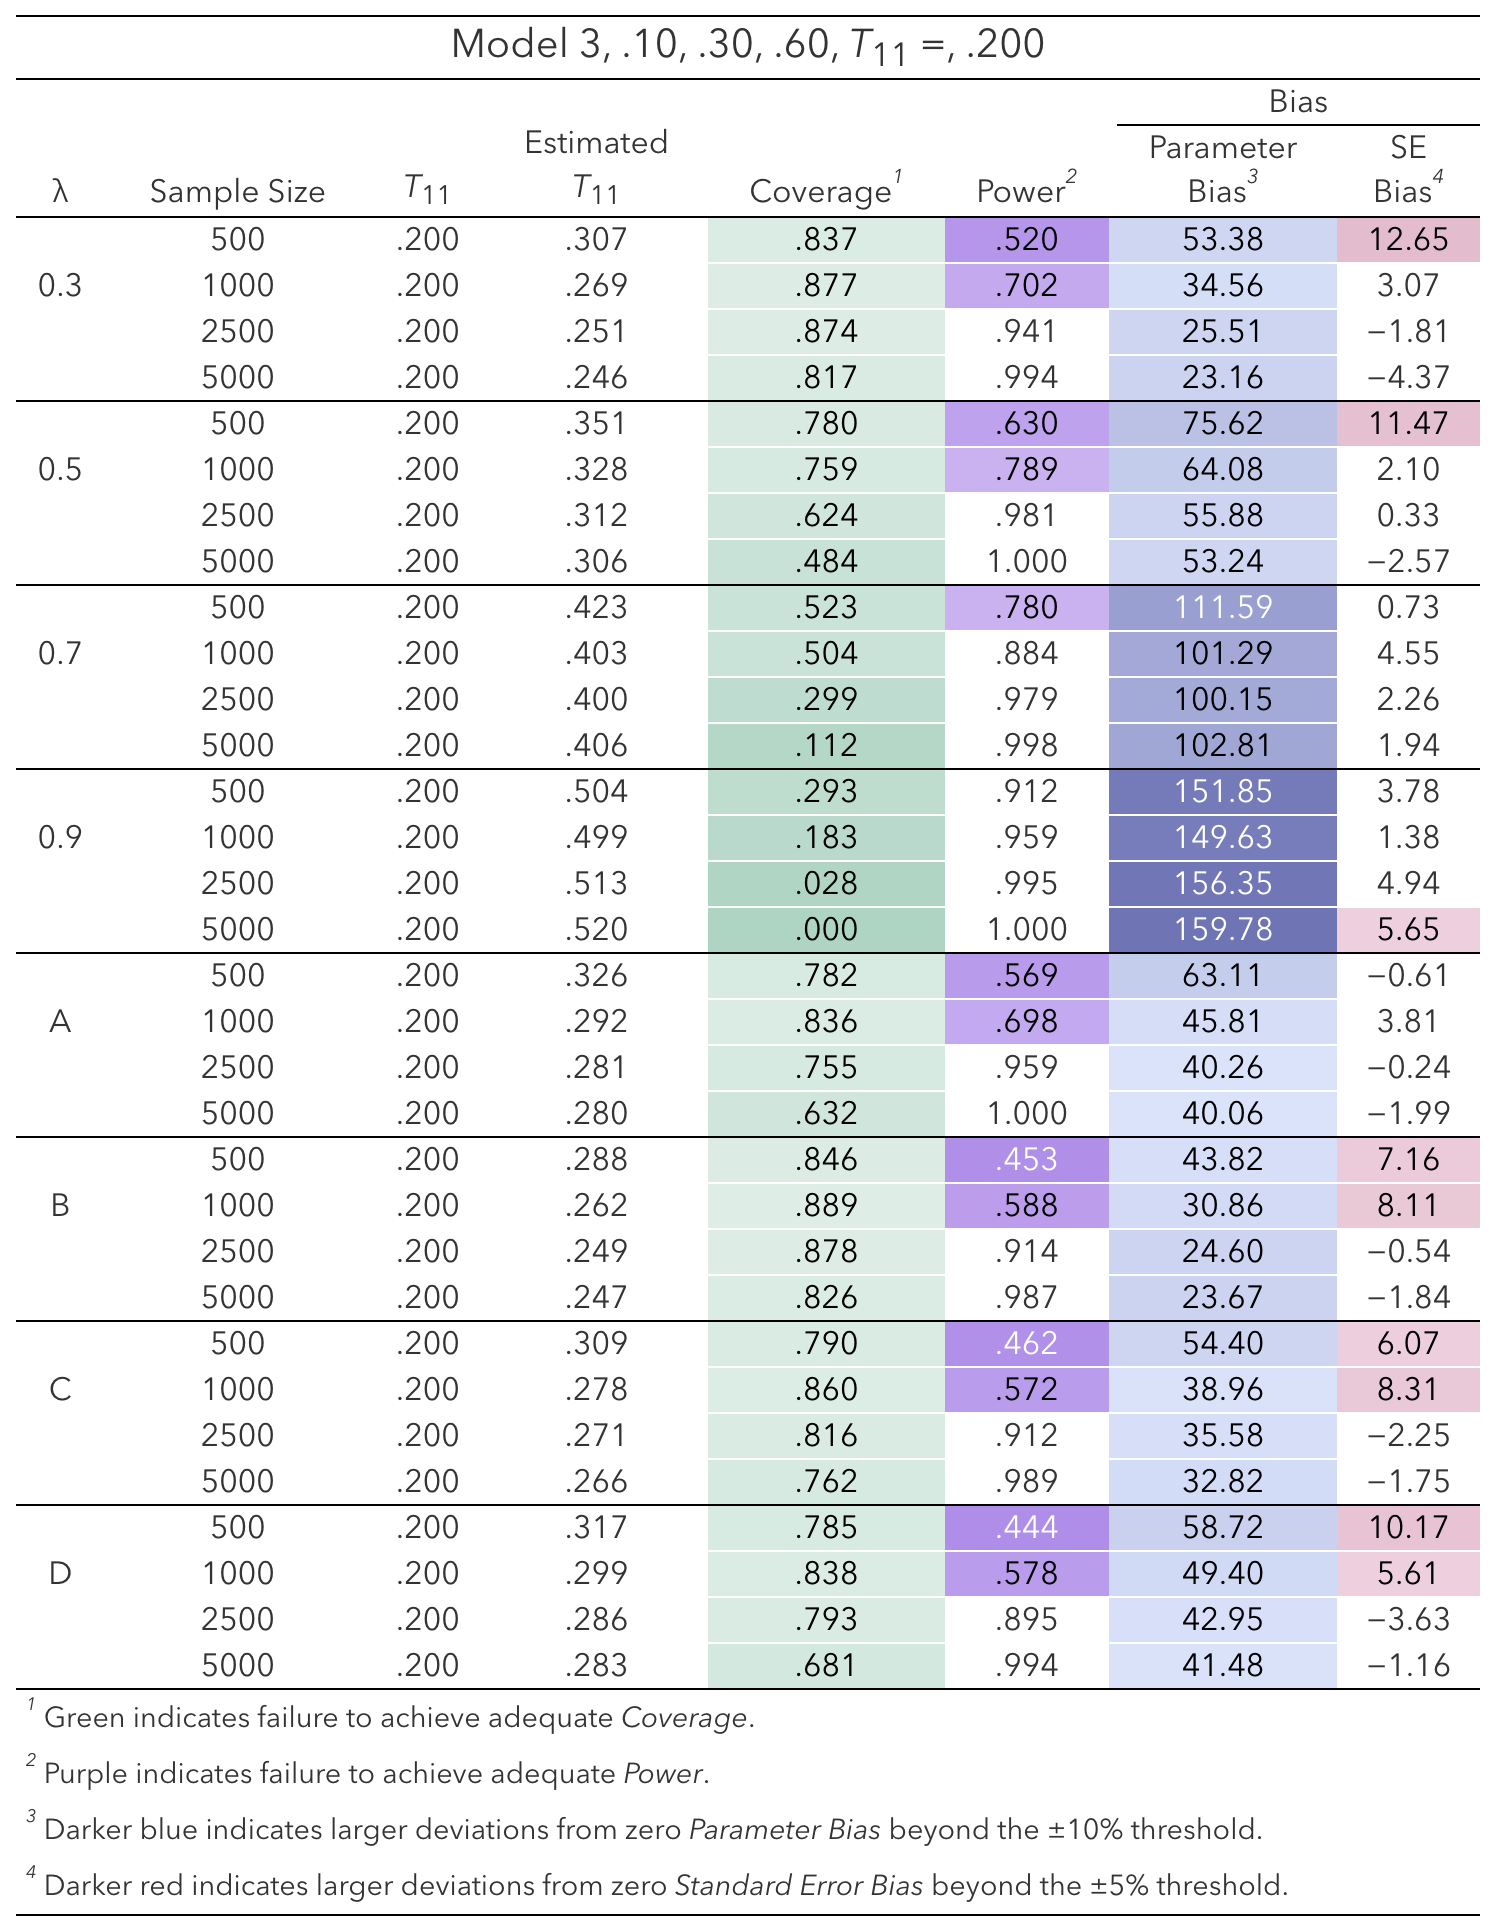 Model 3, .10, .30, .60, T11 =, .200
Bias
Estimated Parameter SE
λ Sample Size T11 T11 Coverage1 Power2 Bias3 Bias4
500 .200 .307 .837 .520 53.38 12.65
0.3 1000 .200 .269 .877 .702 34.56 3.07
2500 .200 .251 .874 .941 25.51 −1.81
5000 .200 .246 .817 .994 23.16 −4.37
500 .200 .351 .780 .630 75.62 11.47
0.5 1000 .200 .328 .759 .789 64.08 2.10
2500 .200 .312 .624 .981 55.88 0.33
5000 .200 .306 .484 1.000 53.24 −2.57
500 .200 .423 .523 .780 111.59 0.73
0.7 1000 .200 .403 .504 .884 101.29 4.55
2500 .200 .400 .299 .979 100.15 2.26
5000 .200 .406 .112 .998 102.81 1.94
500 .200 .504 .293 .912 151.85 3.78
0.9 1000 .200 .499 .183 .959 149.63 1.38
2500 .200 .513 .028 .995 156.35 4.94
5000 .200 .520 .000 1.000 159.78 5.65
500 .200 .326 .782 .569 63.11 −0.61
A 1000 .200 .292 .836 .698 45.81 3.81
2500 .200 .281 .755 .959 40.26 −0.24
5000 .200 .280 .632 1.000 40.06 −1.99
500 .200 .288 .846 .453 43.82 7.16
B 1000 .200 .262 .889 .588 30.86 8.11
2500 .200 .249 .878 .914 24.60 −0.54
5000 .200 .247 .826 .987 23.67 −1.84
500 .200 .309 .790 .462 54.40 6.07
C 1000 .200 .278 .860 .572 38.96 8.31
2500 .200 .271 .816 .912 35.58 −2.25
5000 .200 .266 .762 .989 32.82 −1.75
500 .200 .317 .785 .444 58.72 10.17
D 1000 .200 .299 .838 .578 49.40 5.61
2500 .200 .286 .793 .895 42.95 −3.63
5000 .200 .283 .681 .994 41.48 −1.16
1 Green indicates failure to achieve adequate Coverage.
2 Purple indicates failure to achieve adequate Power.
3 Darker blue indicates larger deviations from zero Parameter Bias beyond the ±10% threshold.
4 Darker red indicates larger deviations from zero Standard Error Bias beyond the ±5% threshold.